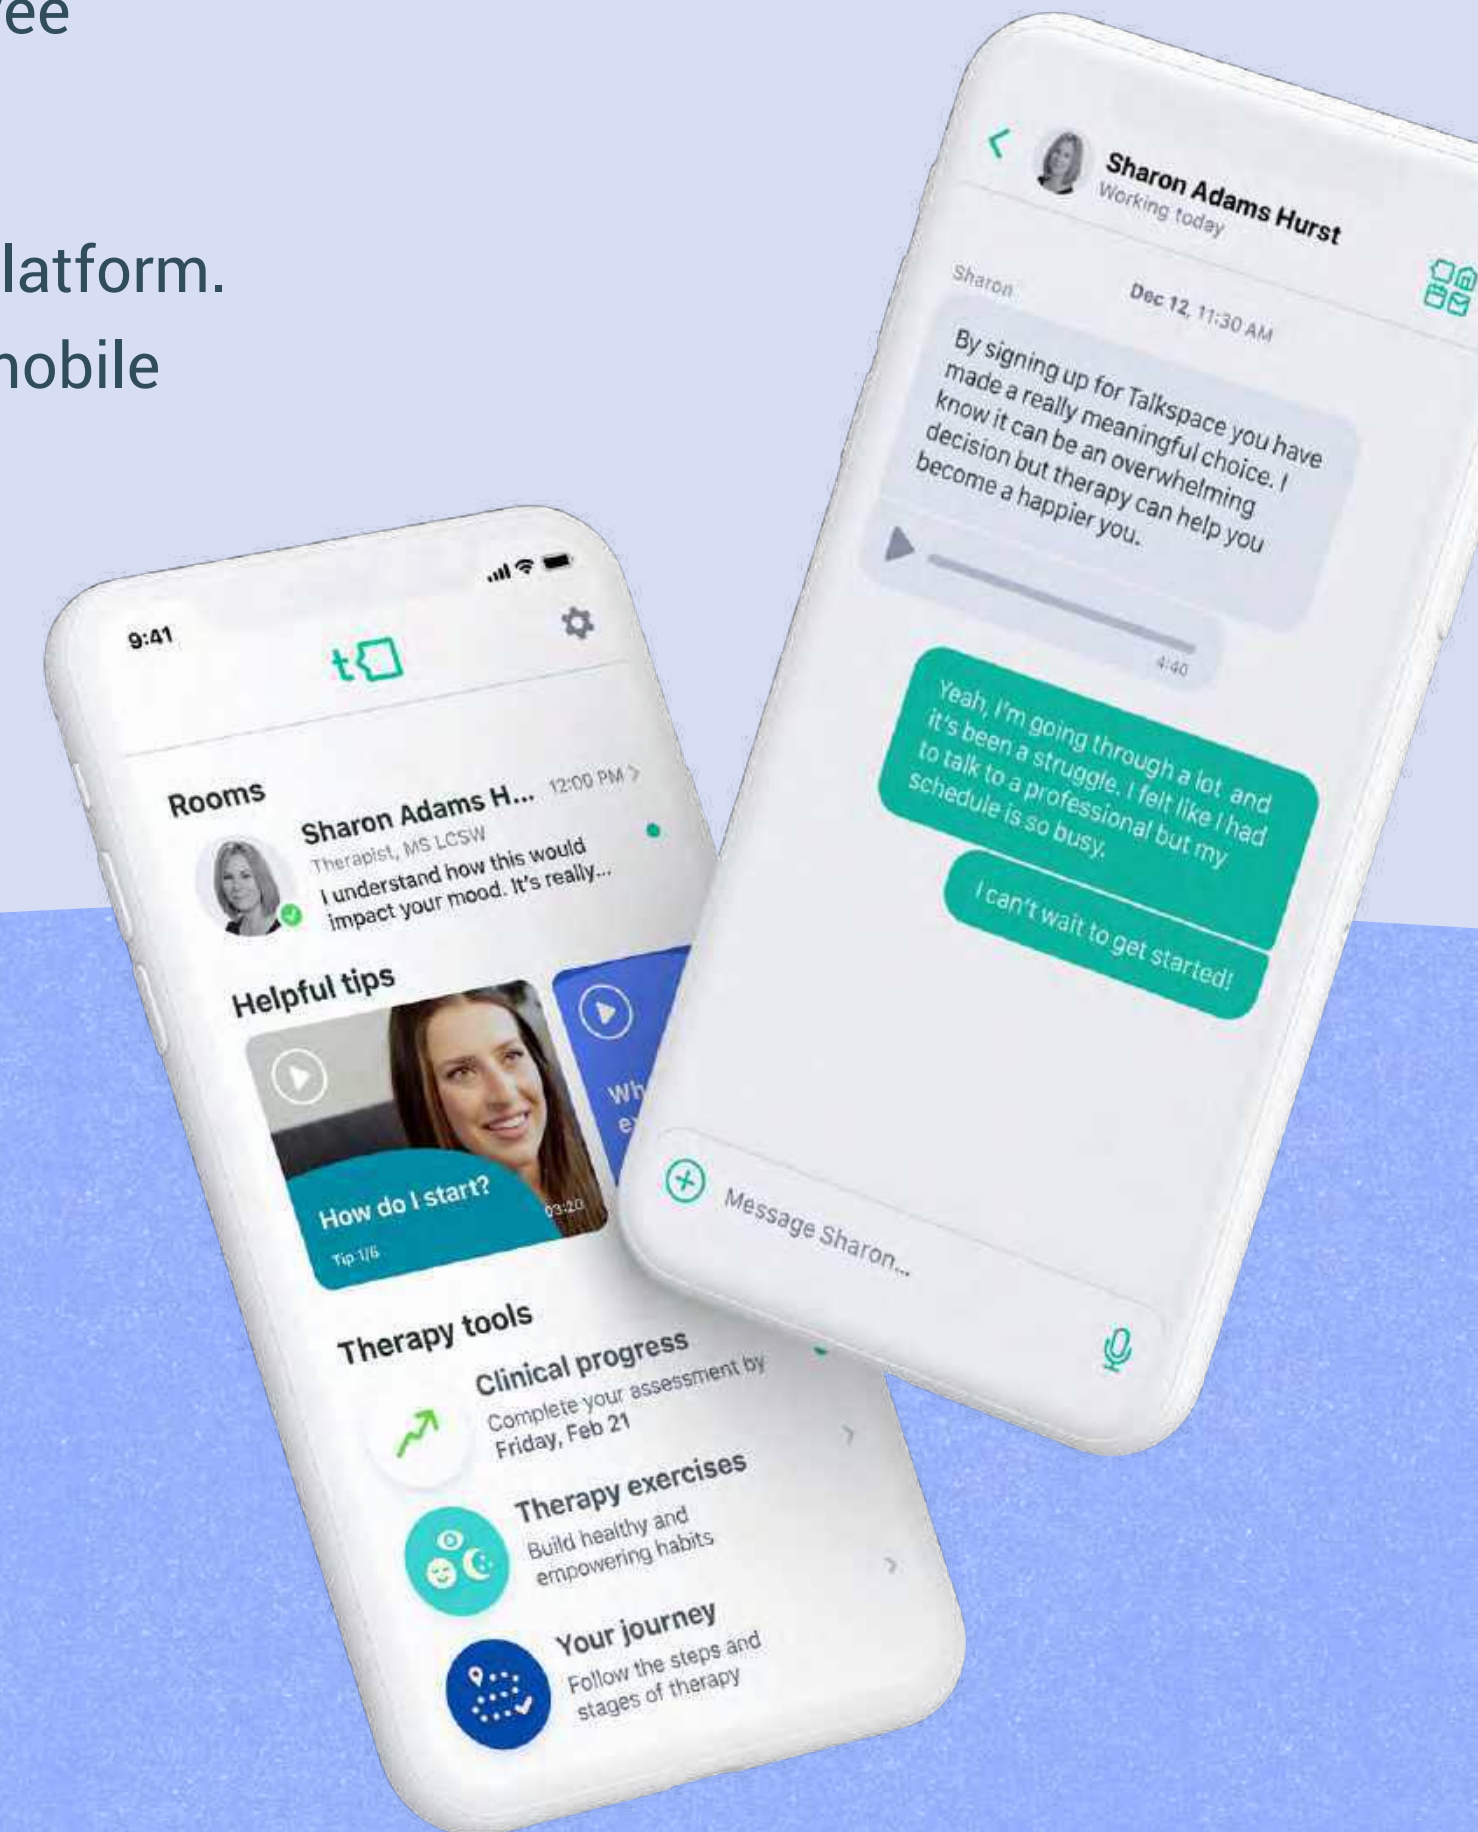 ee
latform.
mobile
9:41
Rooms
Sharon Adams H... 12:00 PM
Therapist, MS LCSW
I understand how this would
impact your mood. It's really...
Helpful tips
How do I start?
03:20
Tip 1/6
Wh
e
Therapy tools
Clinical progress
Complete your assessment by
Friday, Feb 21
Therapy exercises
Build healthy and
empowering habits
Your journey
Follow the steps and
stages of therapy
Sharon Adams Hurst
Working today
Sharon
Dec 12, 11:30 AM
By signing up for Talkspace you have
made a really meaningful choice. I
know it can be an overwhelming
decision but therapy can help you
become a happier you.
4:40
Yeah, I'm going through a lot and
it's been a struggle. I felt like I had
to talk to a professional but my
schedule is so busy.
I can't wait to get started!
Message Sharon...